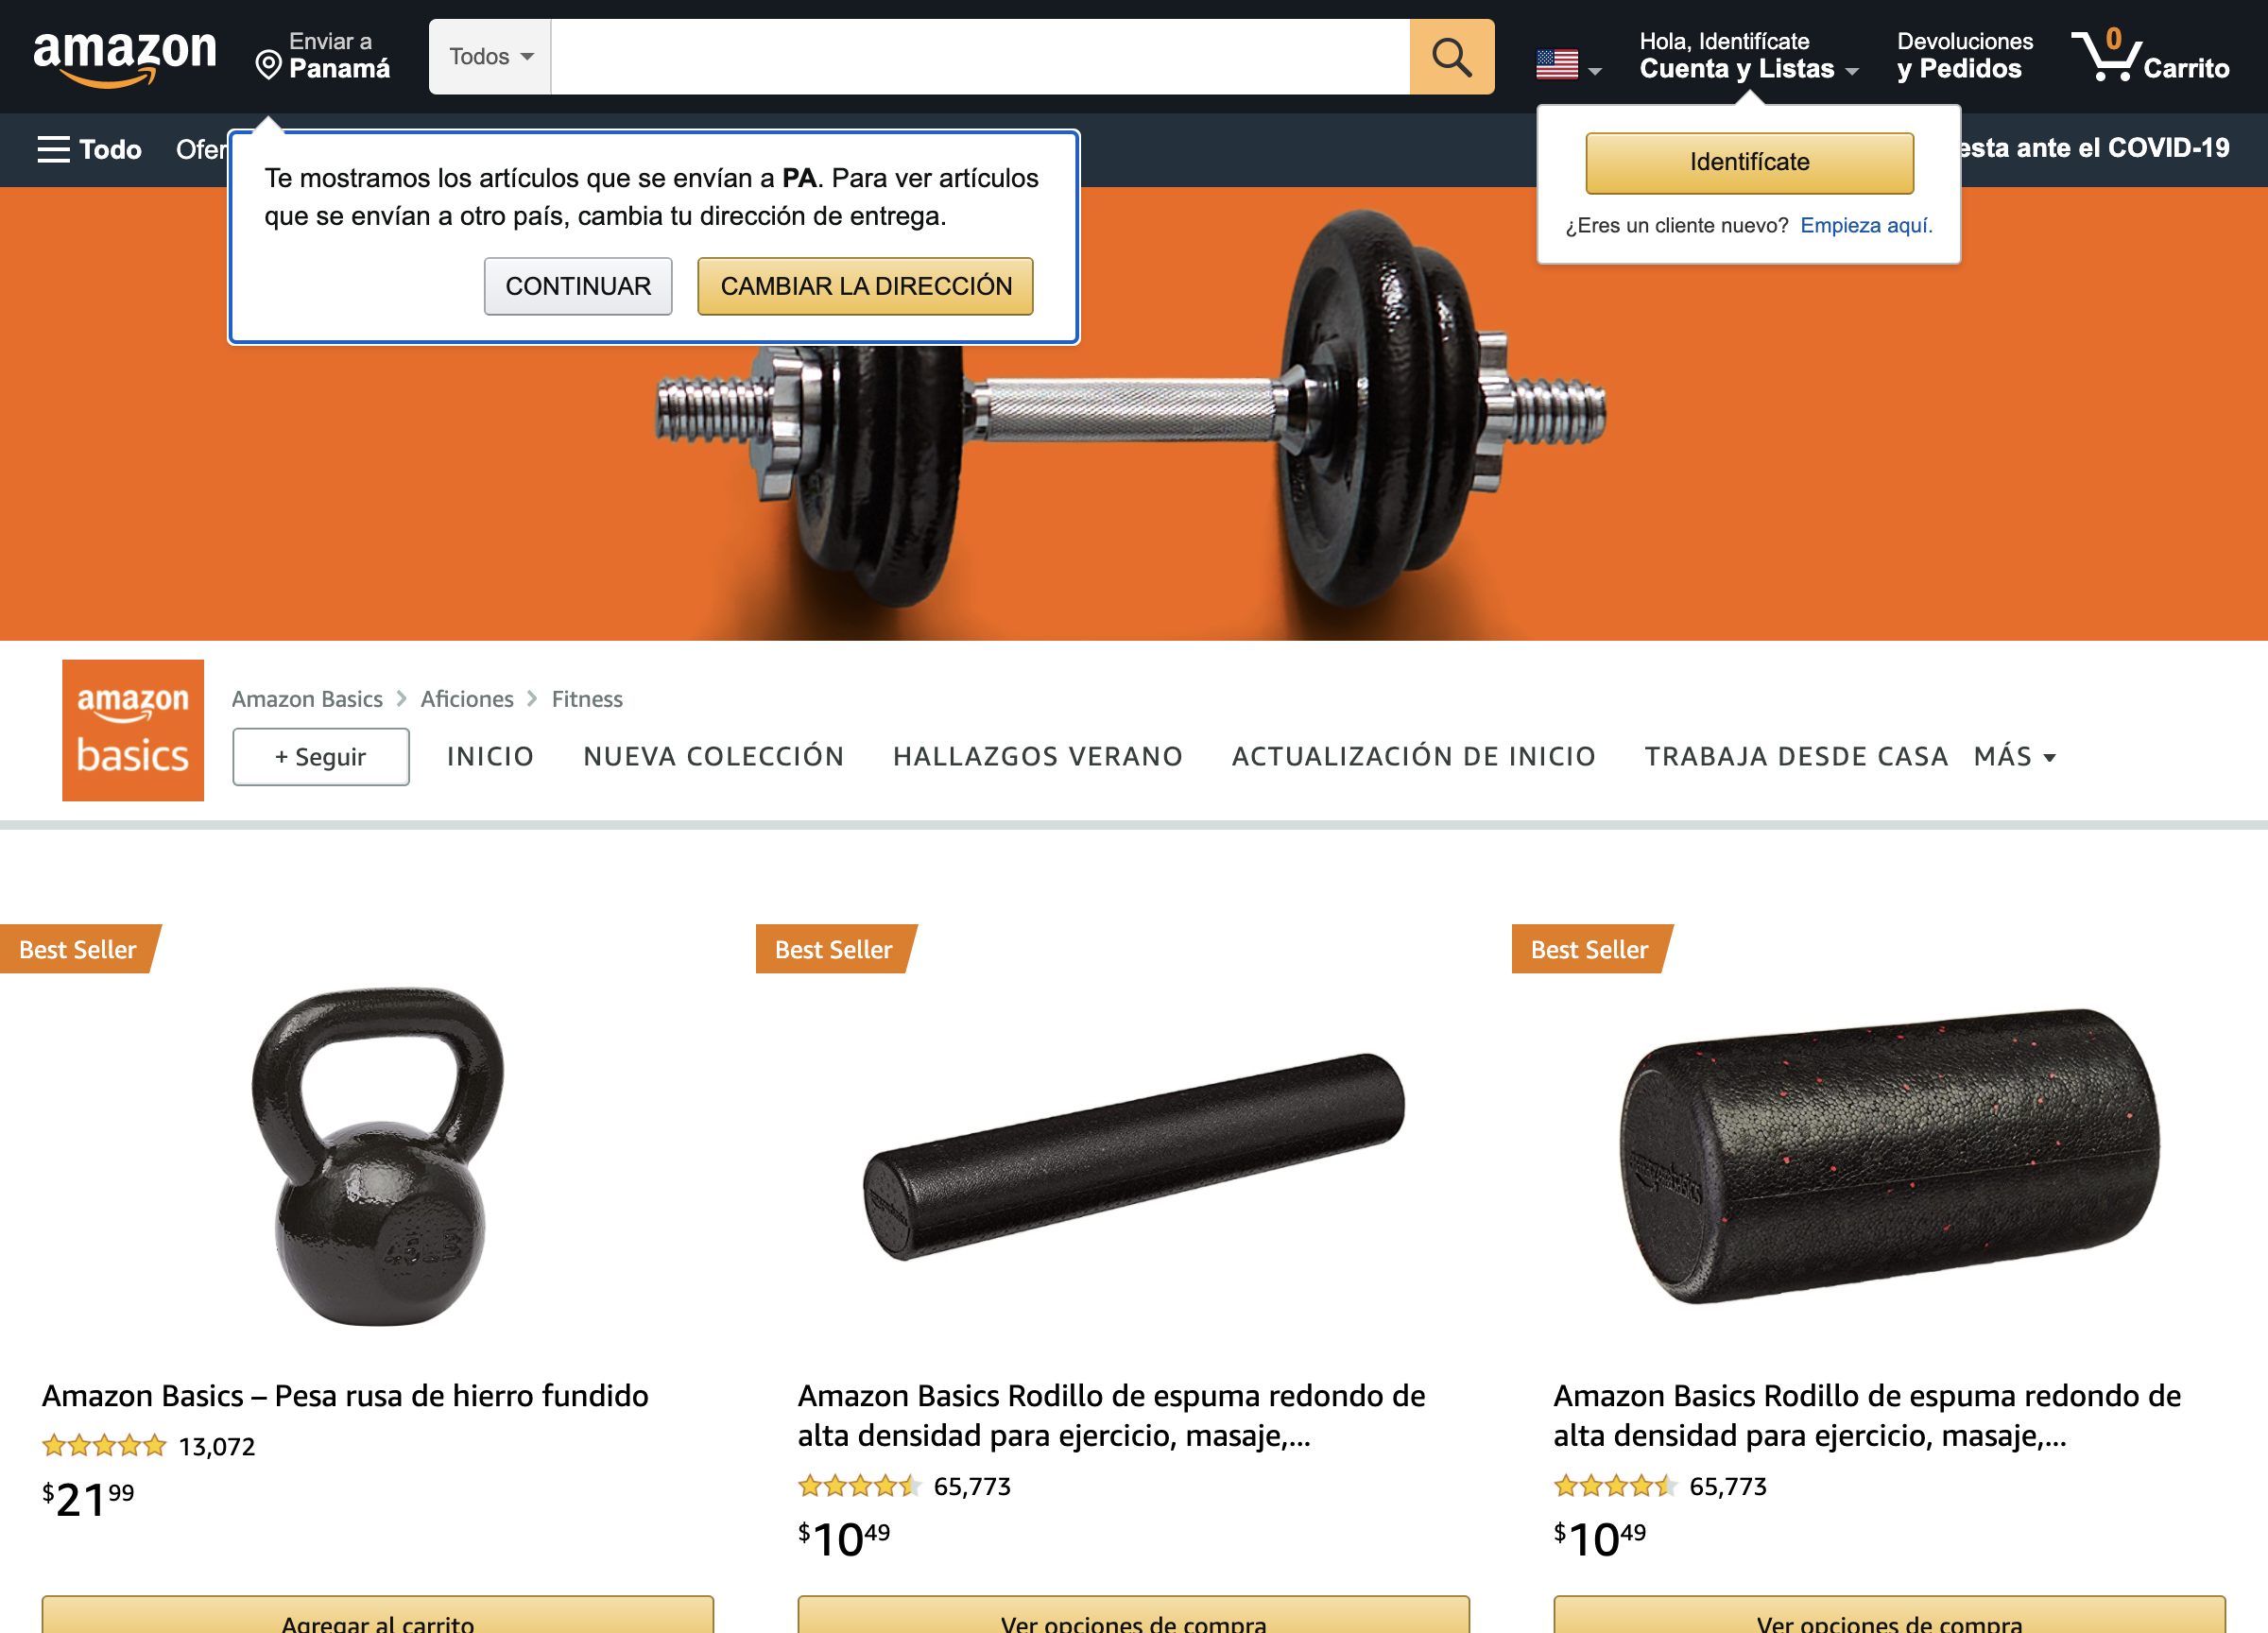 amazon
Enviar a
Panamá
Todos
Hola, Identifícate
Cuenta y Listas
Devoluciones
y Pedidos
0
Carrito
Todo
Ofer
esta ante el COVID-19
Te mostramos los artículos que se envían a PA. Para ver artículos
que se envían a otro país, cambia tu dirección de entrega.
CONTINUAR
CAMBIAR LA DIRECCIÓN
Identifícate
¿Eres un cliente nuevo? Empieza aquí.
amazon
basics
Amazon Basics > Aficiones > Fitness
+ Seguir
INICIO
NUEVA COLECCIÓN
HALLAZGOS VERANO
ACTUALIZACIÓN DE INICIO
TRABAJA DESDE CASA
MÁS
Best Seller
Best Seller
Best Seller
Amazon Basics – Pesa rusa de hierro fundido
13,072
$21 99
Agregar al carrito
Amazon Basics Rodillo de espuma redondo de
alta densidad para ejercicio, masaje,...
65,773
$10 49
Ver opciones de compra
Amazon Basics Rodillo de espuma redondo de
alta densidad para ejercicio, masaje,...
65,773
$10 49
Ver opciones de compra